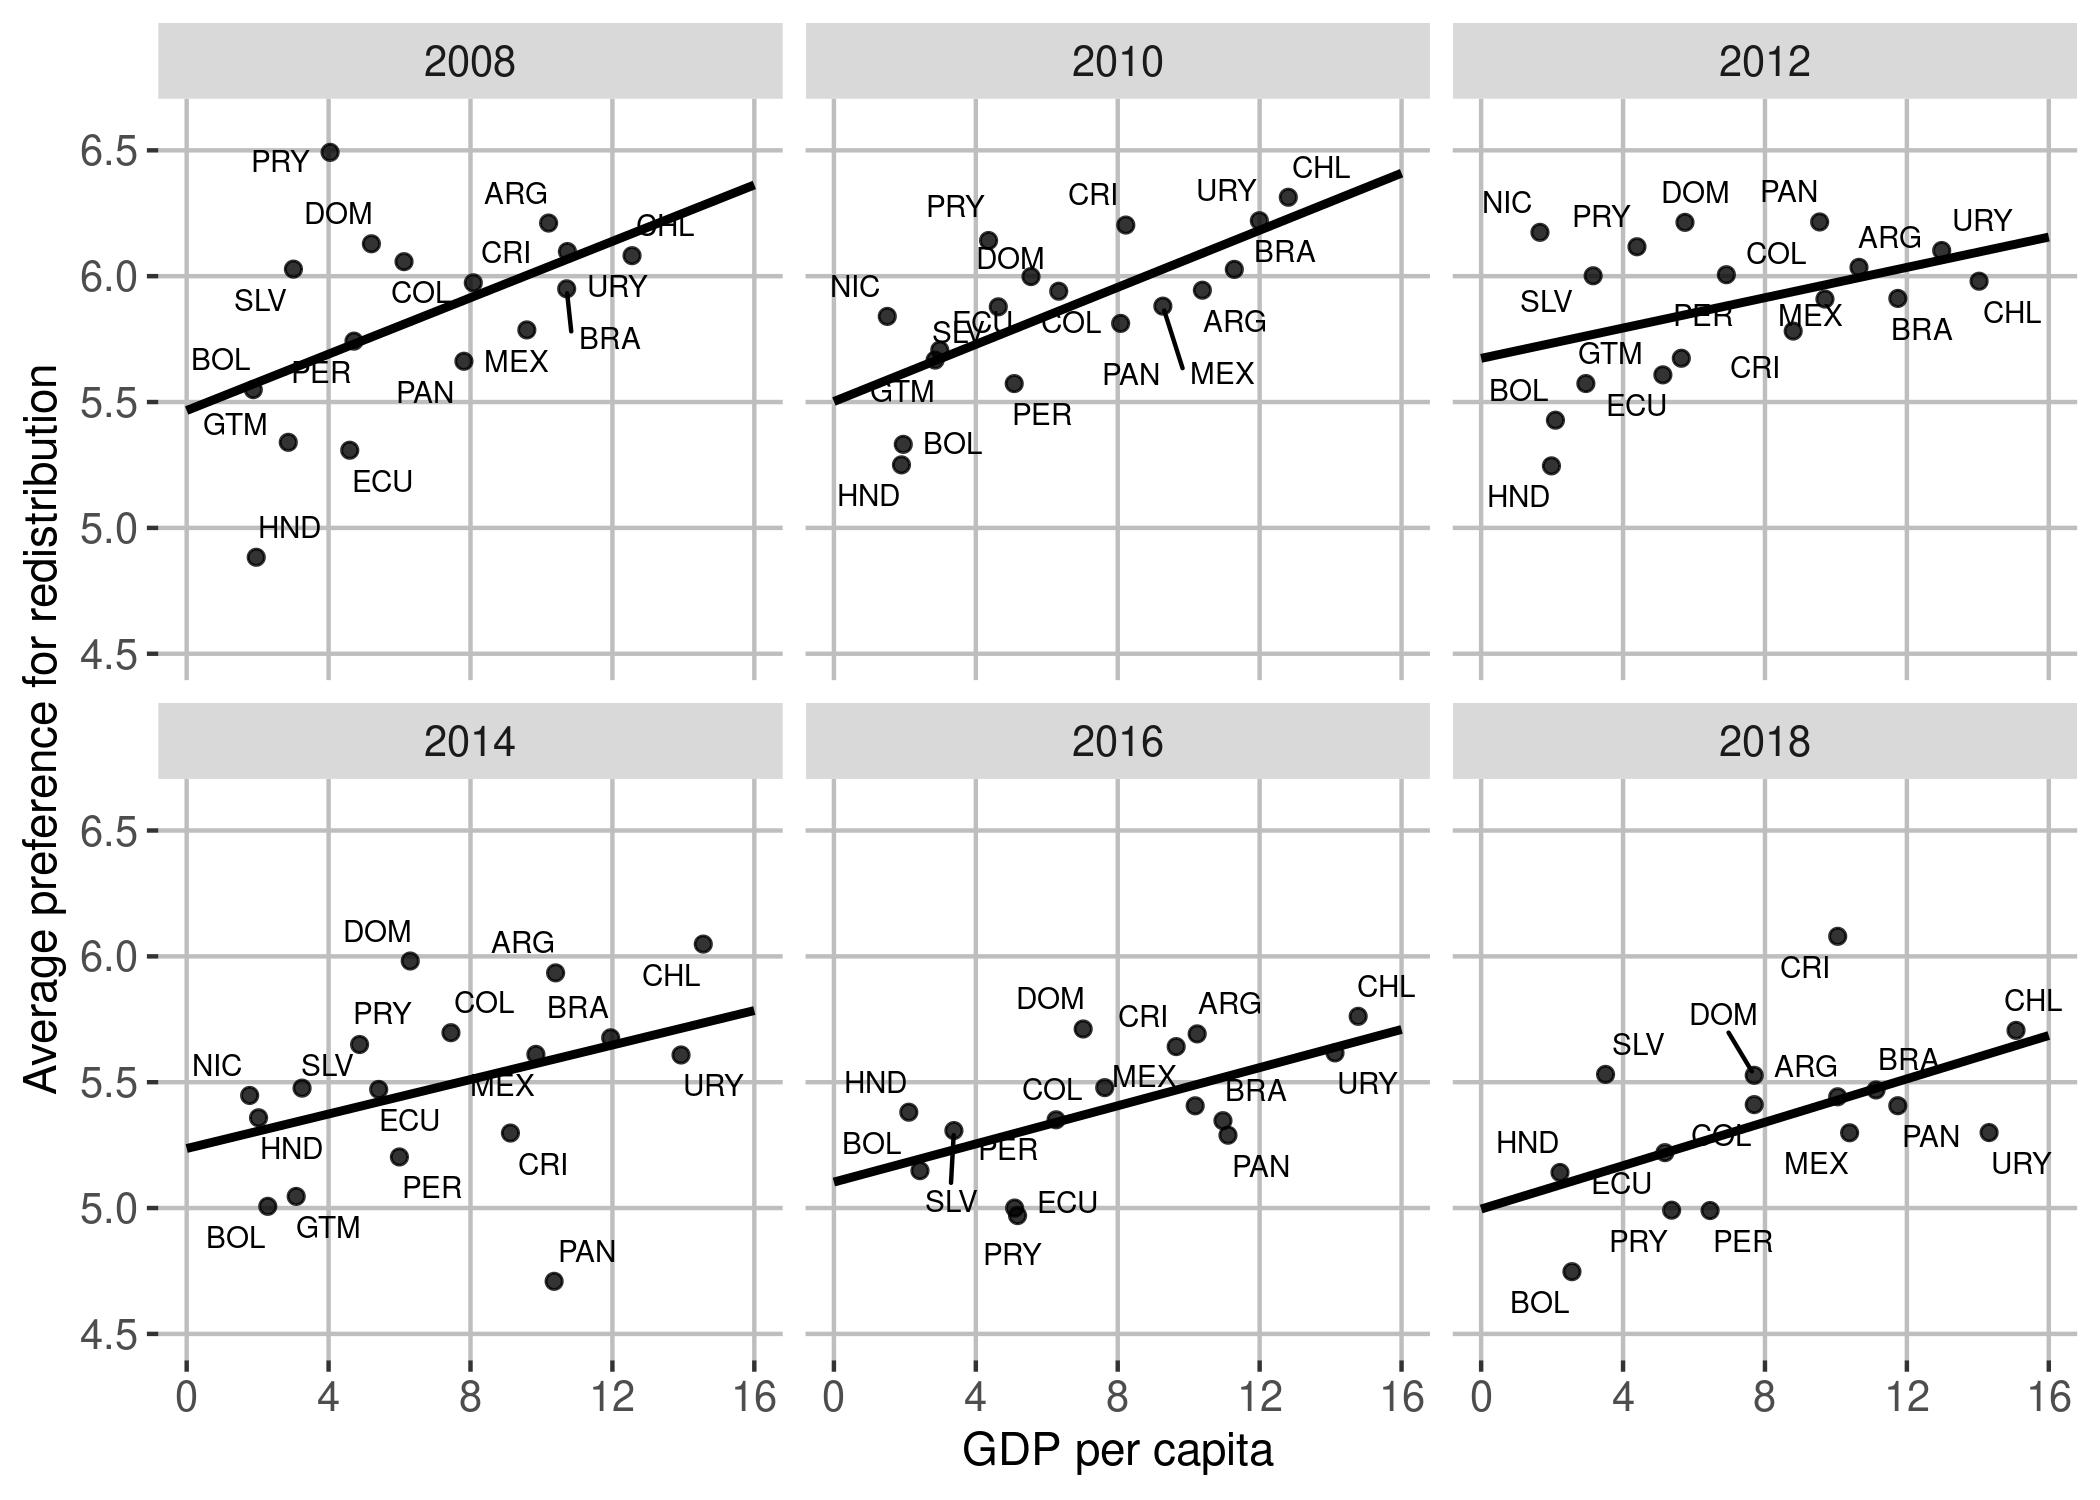 2008
2010
2012
Average preference for redistribution
6.5
6.0
5.5
5.0
4.5
PRY
ARG
DOM
CHL
CRI
SLV
COL
URY
BRA
BOL
PER
MEX
PAN
GTM
ECU
HND
CHL
URY
CRI
PRY
BRA
DOM
NIC
ECU
COL
ARG
SLV
PAN
MEX
GTM
PER
BOL
HND
DOM
PAN
NIC
PRY
URY
ARG
COL
SLV
PER
MEX
CHL
BRA
GTM
CRI
BOL
ECU
HND
2014
2016
2018
6.5
6.0
5.5
5.0
4.5
DOM
ARG
CHL
PRY
COL
BRA
NIC
SLV
MEX
URY
ECU
HND
CRI
PER
BOL
GTM
PAN
CHL
DOM
CRI
ARG
HND
COL
MEX
BRA
URY
BOL
PER
PAN
SLV
ECU
PRY
CRI
CHL
DOM
SLV
ARG
BRA
HND
COL
PAN
MEX
URY
ECU
PRY
PER
BOL
0 4 8 12 16
0 4 8 12 16
0 4 8 12 16
GDP per capita